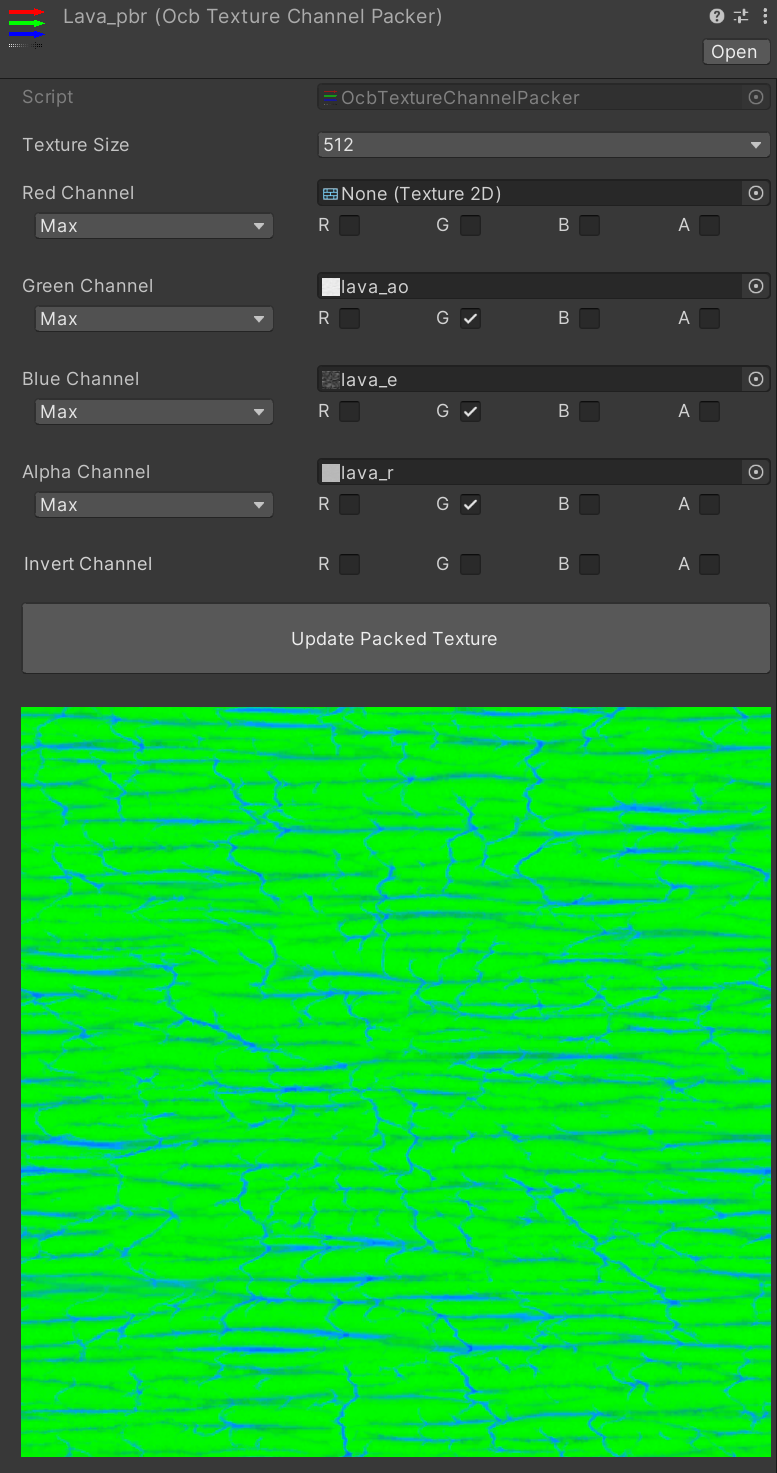 Lava_pbr (Ocb Texture Channel Packer)
Open
Script OcbTextureChannelPacker
Texture Size 512
Red Channel None (Texture 2D)
Max R G B A
Green Channel lava_ao
Max R G B A
Blue Channel lava_e
Max R G B A
Alpha Channel lava_r
Max R G B A
Invert Channel R G B A
Update Packed Texture